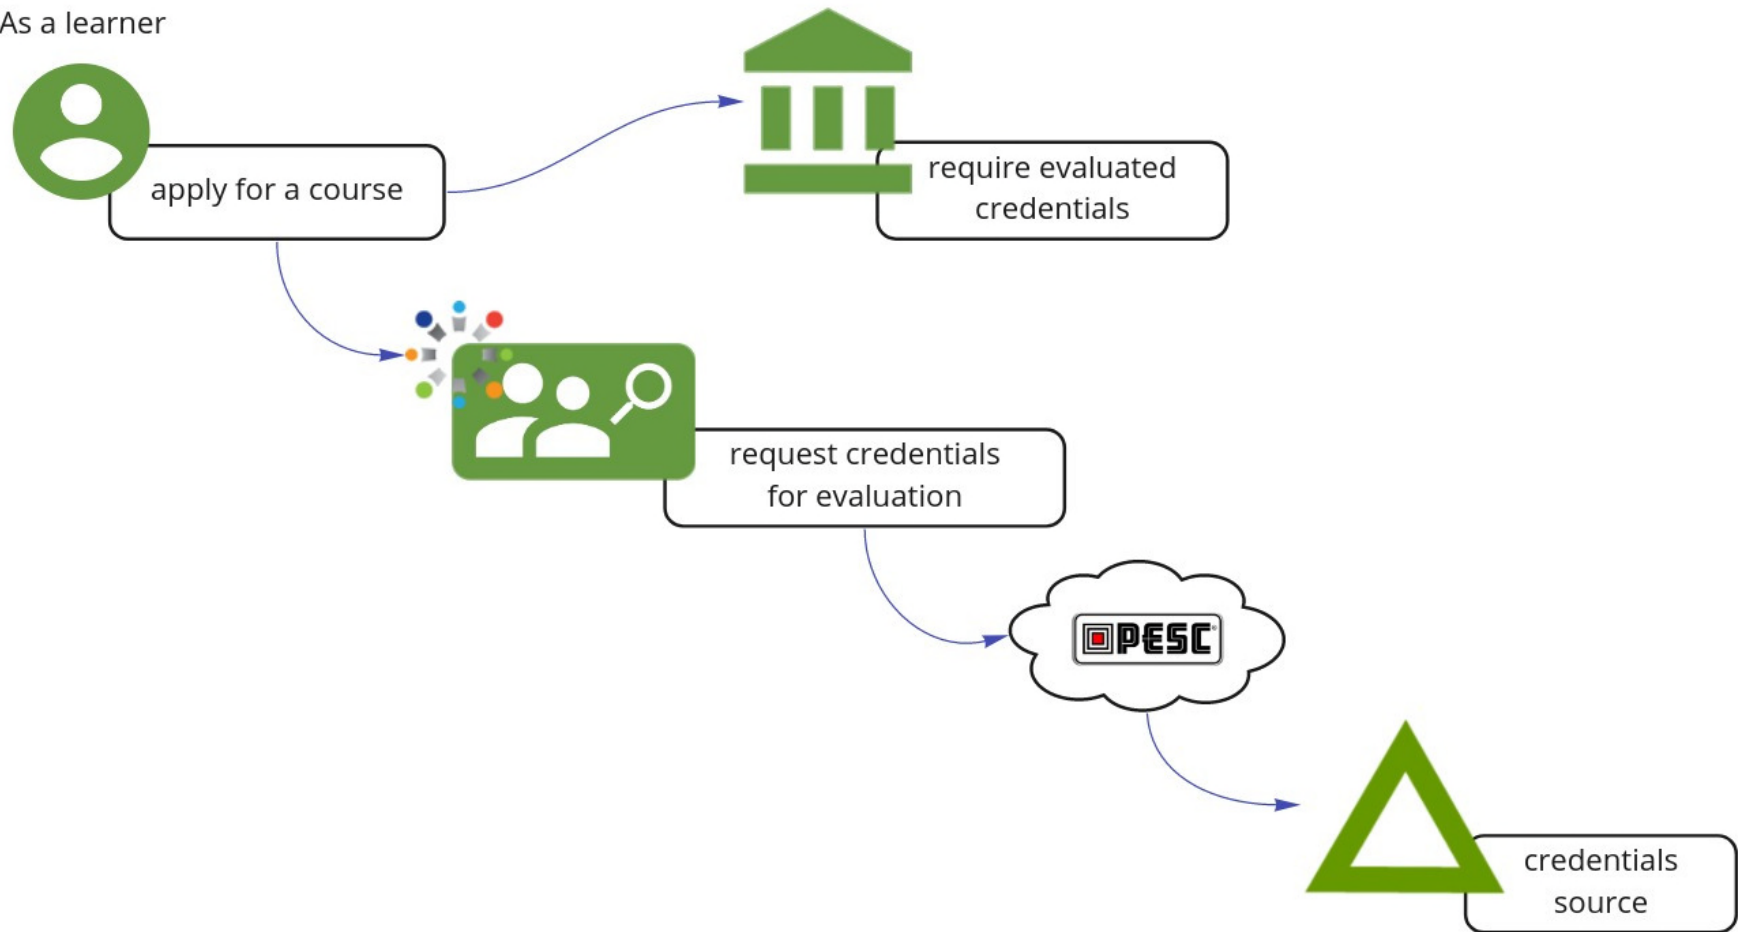 As a learner
apply for a course
require evaluated
credentials
request credentials
for evaluation
PESC
credentials
source